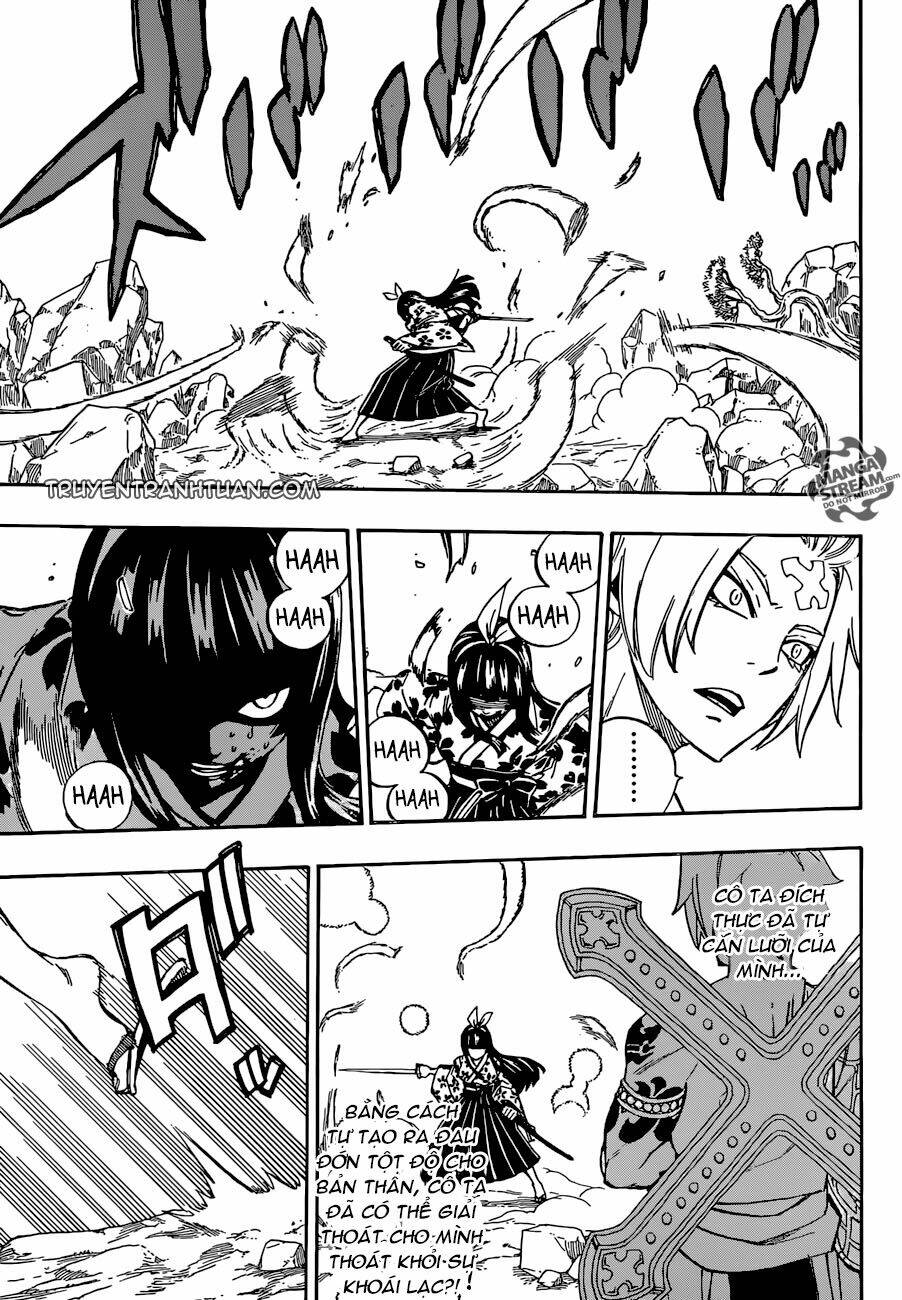 TRUYENTRANHTUAN.COM
MANGA
STREAM.com
DO NOT MIRROR
HAAH
HAAH
HAAH
HAAH
HAAH
HAAH
HAAH
CÔ TA ĐÍCH
THỰC ĐÃ TỰ
CẮN LƯỠI CỦA
MÌNH...
BẰNG CÁCH
TỰ TẠO RA ĐAU
ĐỚN TỘT ĐỘ CHO
BẢN THÂN, CÔ TA
ĐÃ CÓ THỂ GIẢI
THOÁT CHO MÌNH
THOÁT KHỎI SỰ
KHOÁI LẠC?!